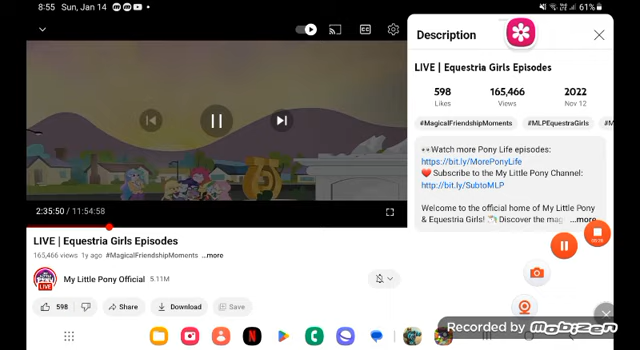 8:55 Sun, Jan 14
61%
CC
2:35:50 / 11:54:58
LIVE | Equestria Girls Episodes
165,466 views 1y ago #MagicalFriendshipMoments ...more
LIVE
My Little Pony Official 5.11M
598
Share
Download
Save
Description
LIVE | Equestria Girls Episodes
598 165,466 2022
Likes Views Nov 12
#MagicalFriendshipMoments #MLPEquestriaGirls #M
👀Watch more Pony Life episodes:
https://bit.ly/MorePonyLife
❤️ Subscribe to the My Little Pony Channel:
http://bit.ly/SubtoMLP
Welcome to the official home of My Little Pony
& Equestria Girls! 🦄 Discover the mag ...more
Recorded by Mobizen